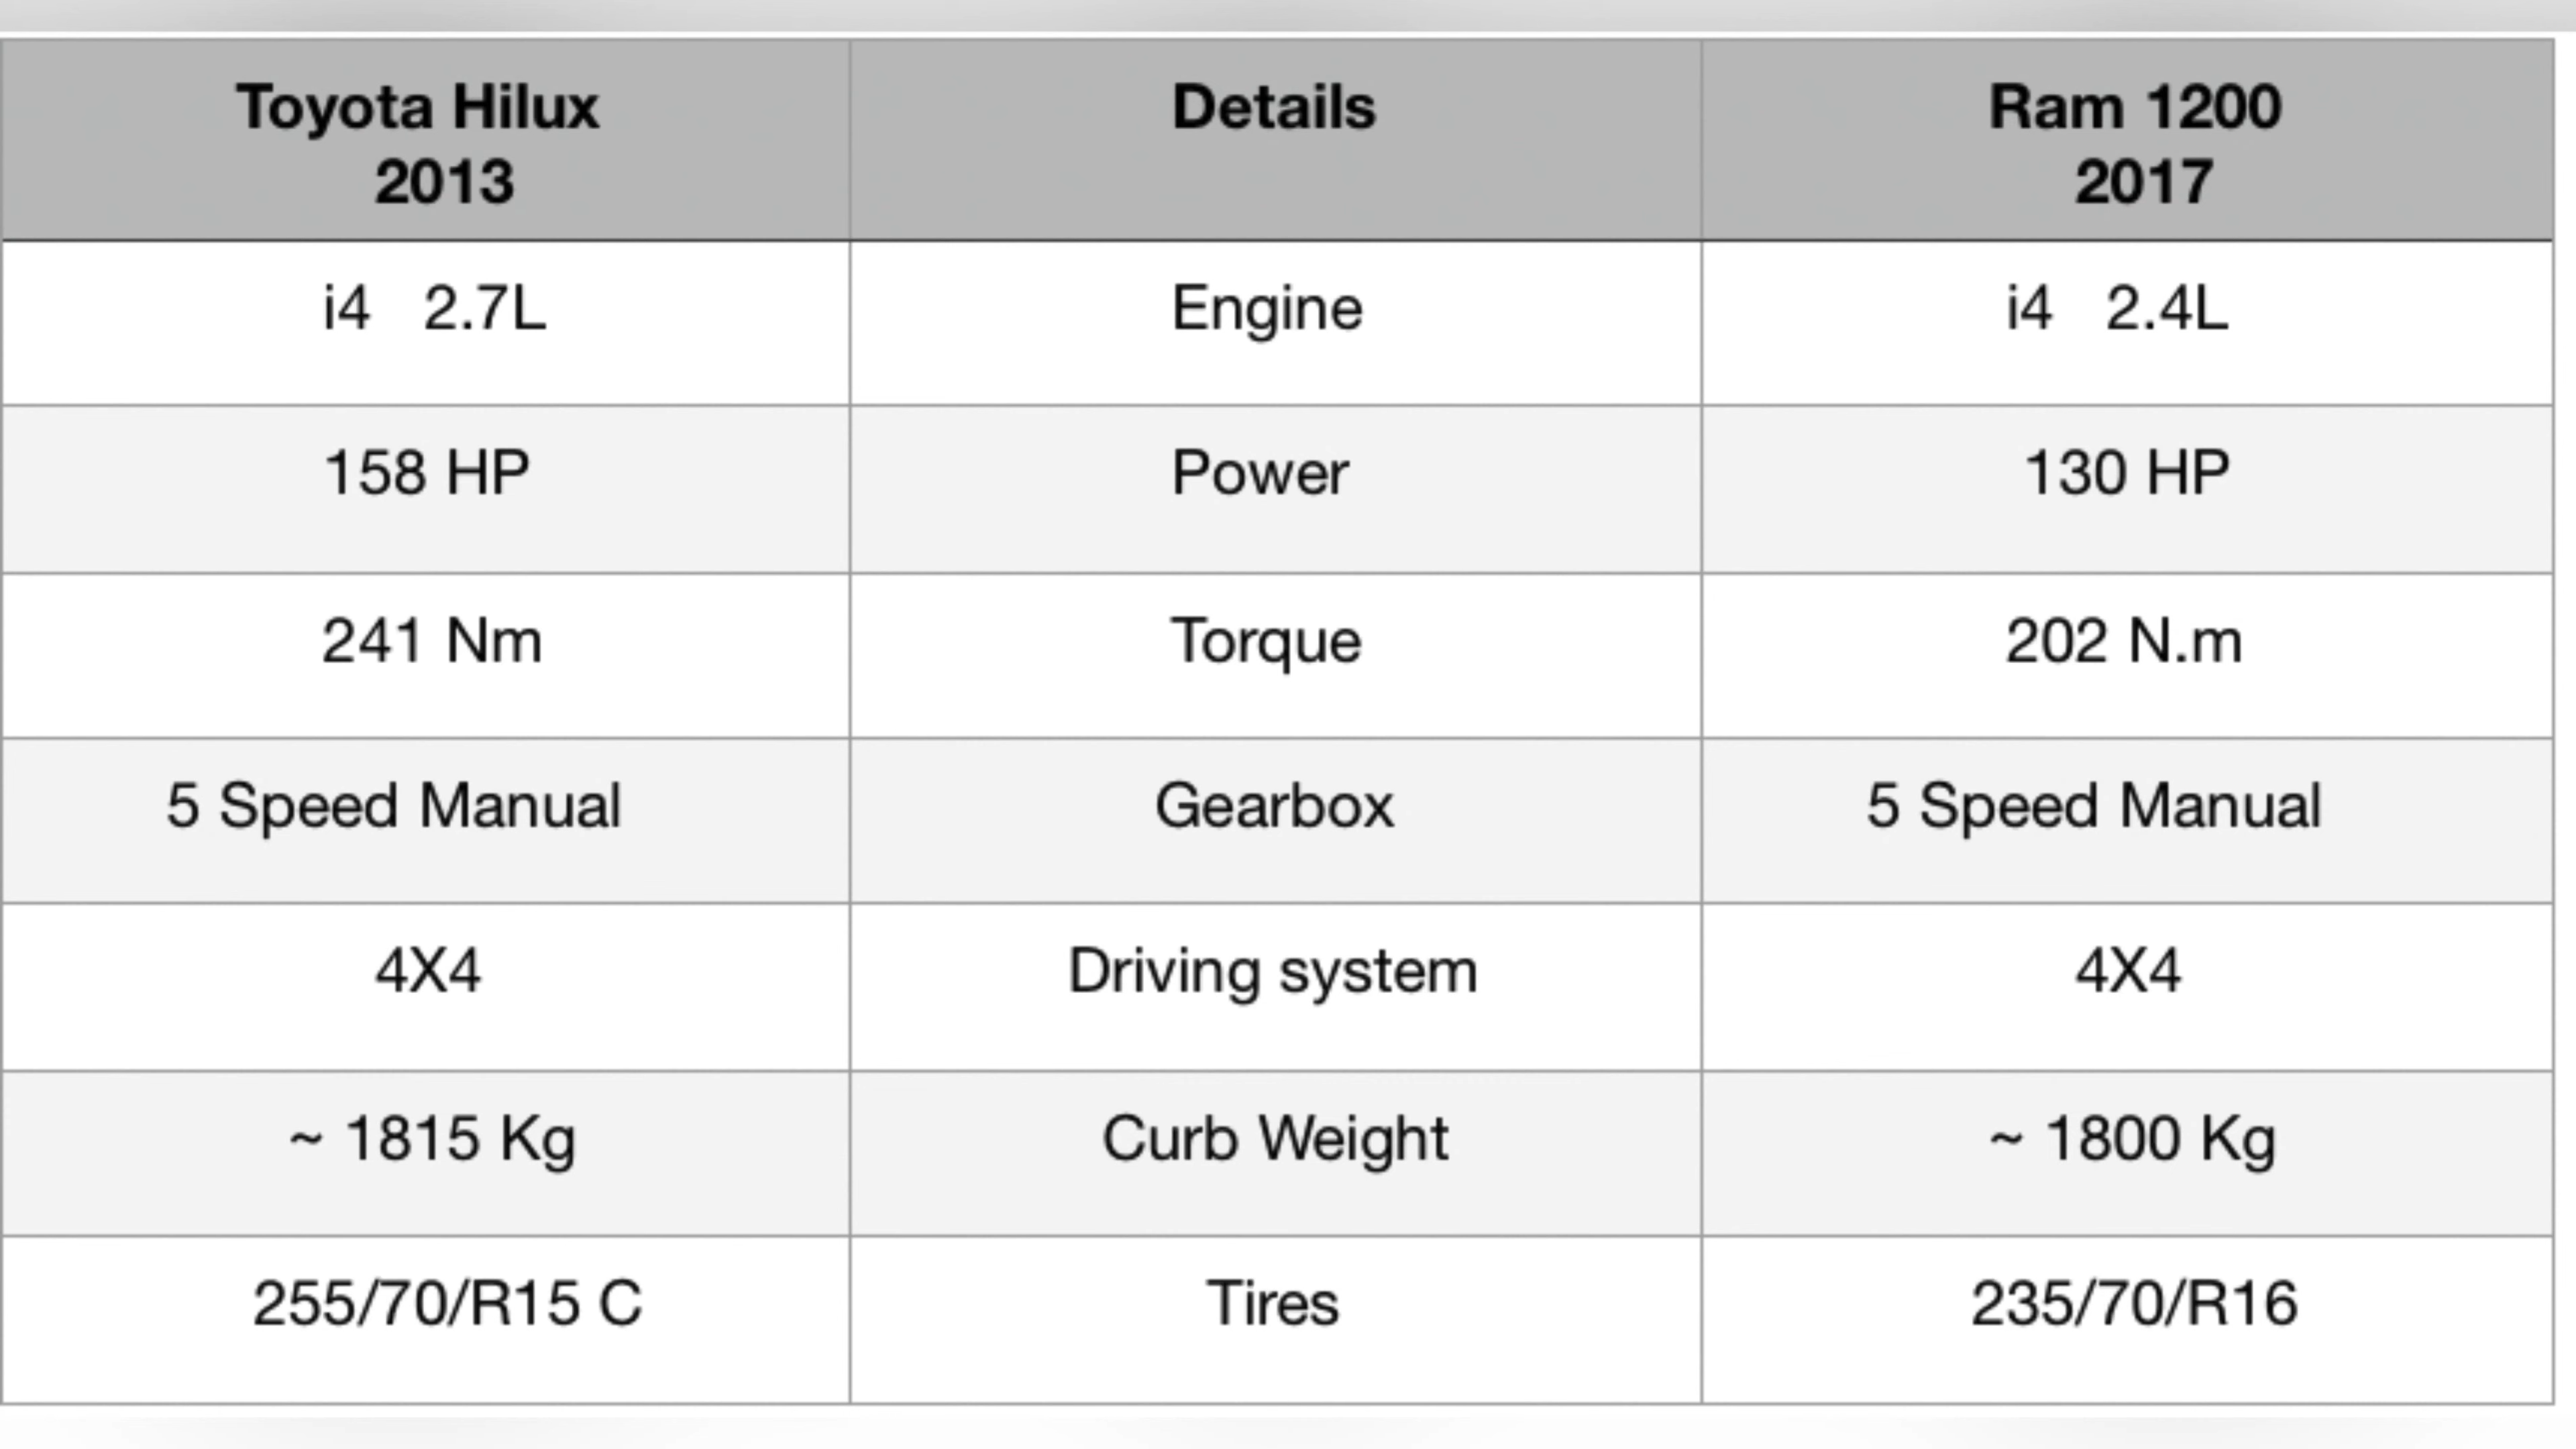 Toyota Hilux Details Ram 1200
2013 2017
i4 2.7L Engine i4 2.4L
158 HP Power 130 HP
241 Nm Torque 202 N.m
5 Speed Manual Gearbox 5 Speed Manual
4X4 Driving system 4X4
~ 1815 Kg Curb Weight ~ 1800 Kg
255/70/R15 C Tires 235/70/R16